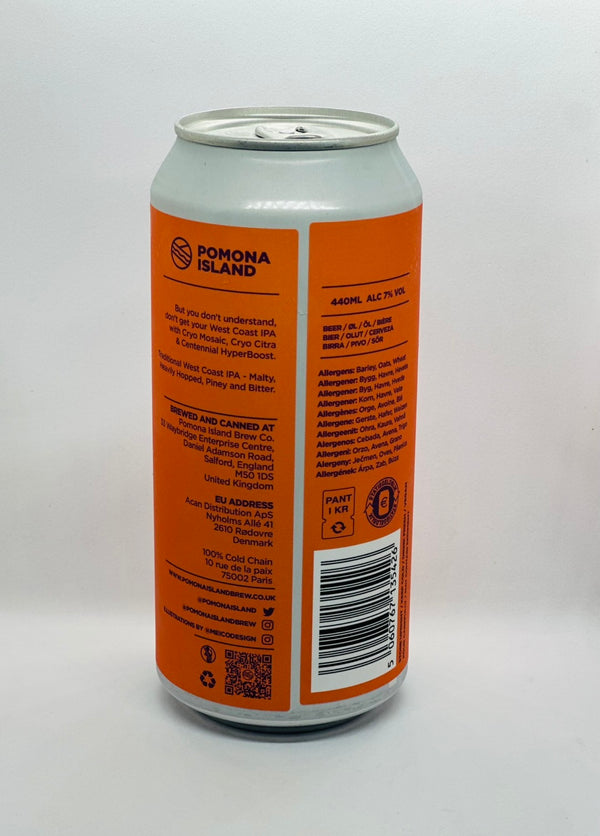 POMONA
ISLAND
But you don't understand,
don't get your West Coast IPA
with Cryo Mosaic, Cryo Citra
& Centennial HyperBoost.
Traditional West Coast IPA - Malty,
Heavily Hopped, Piney and Bitter.
BREWED AND CANNED AT
Pomona Island Brew Co.
Waybridge Enterprise Centre,
Daniel Adamson Road,
Salford, England
M50 1DS
United Kingdom
EU ADDRESS
Acan Distribution ApS
Nyholms Allé 41
2610 Rødovre
Denmark
100% Cold Chain
10 rue de la paix
75002 Paris
WWW.POMONAISLANDBREW.CO.UK
@POMONAISLAND
@POMONAISLANDBREW
ILLUSTRATIONS BY @MEICODESIGN
440ML ALC 7% VOL
BEER / ØL / ÖL / BIÈRE
BIER / OLUT / CERVEZA
BIRRA / PIVO / SÖR
Allergens: Barley, Oats, Wheat
Allergener: Bygg, Havre, Hvete
Allergener: Byg, Havre, Hvede
Allergener: Korn, Havre, Vete
Allergènes: Orge, Avoine, Blé
Allergene: Gerste, Hafer, Weizen
Allergeenit: Ohra, Kaura, Vehnä
Alergenos: Cebada, Avena, Trigo
Allergeni: Orzo, Avena, Grano
Alergeny: Ječmen, Oves, Pšenice
Allergének: Árpa, Zab, Búza
PANT
1 KR
5 060767 135426